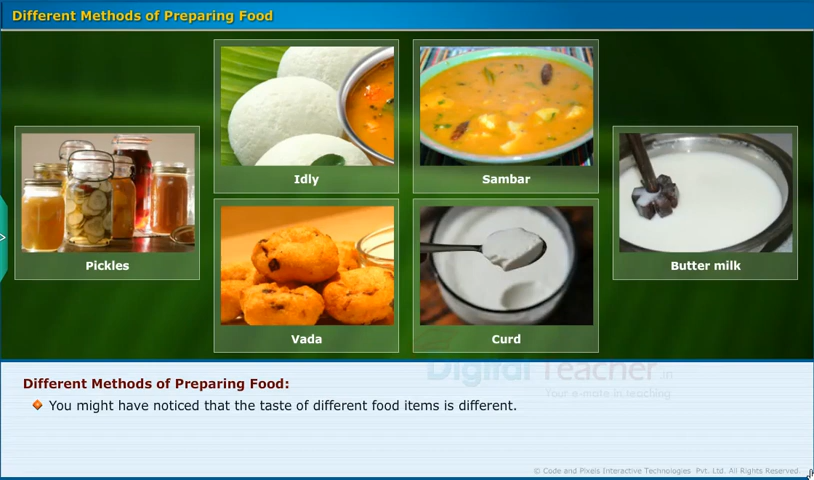 Different Methods of Preparing Food
Idly
Sambar
Pickles
Butter milk
Vada
Curd
Digital Teacher.in
Your e-mate in teaching
Different Methods of Preparing Food:
You might have noticed that the taste of different food items is different.
© Code and Pixels Interactive Technologies Pvt. Ltd. All Rights Reserved.